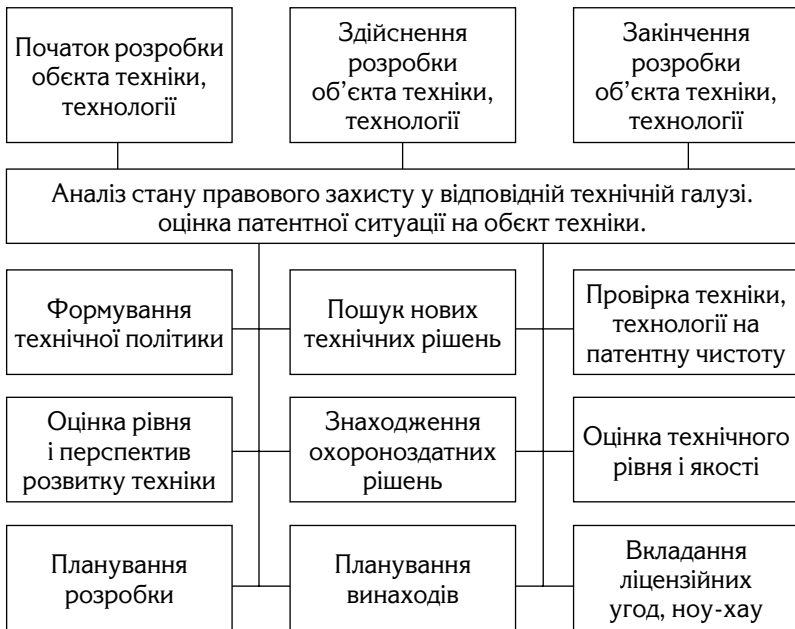 Початок розробки
обєкта техніки,
технології
Здійснення
розробки
об’єкта техніки,
технології
Закінчення
розробки
об’єкта техніки,
технології
Аналіз стану правового захисту у відповідній технічній галузі.
оцінка патентної ситуації на обєкт техніки.
Формування
технічної політики
Пошук нових
технічних рішень
Провірка техніки,
технології на
патентну чистоту
Оцінка рівня
і перспектив
розвитку техніки
Знаходження
охороноздатних
рішень
Оцінка технічного
рівня і якості
Планування
розробки
Планування
винаходів
Вкладання
ліцензійних
угод, ноу-хау